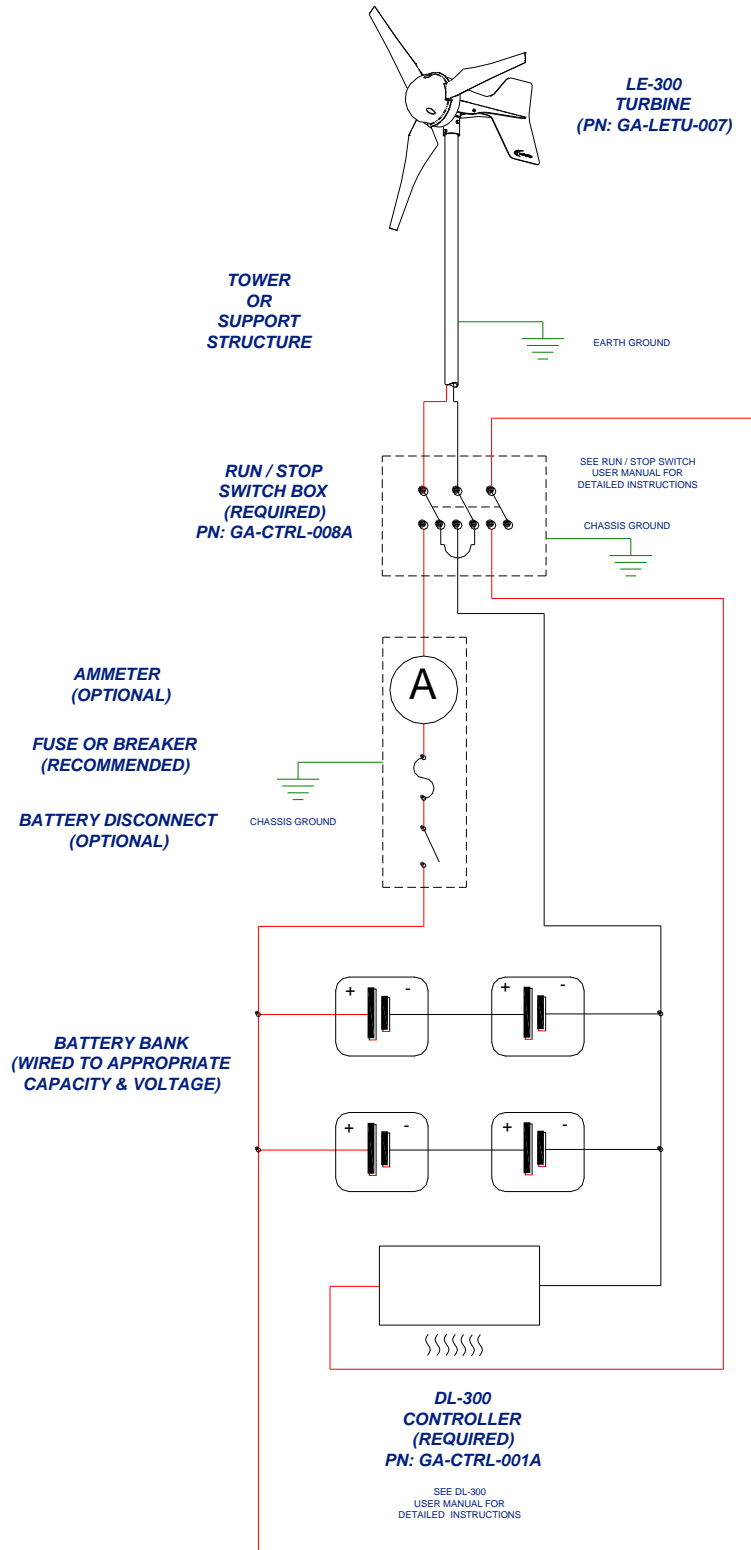 LE-300
TURBINE
(PN: GA-LETU-007)
TOWER
OR
SUPPORT
STRUCTURE
EARTH GROUND
RUN / STOP
SWITCH BOX
(REQUIRED)
PN: GA-CTRL-008A
SEE RUN / STOP SWITCH
USER MANUAL FOR
DETAILED INSTRUCTIONS
CHASSIS GROUND
AMMETER
(OPTIONAL)
A
FUSE OR BREAKER
(RECOMMENDED)
BATTERY DISCONNECT
(OPTIONAL)
CHASSIS GROUND
+ - + -
BATTERY BANK
(WIRED TO APPROPRIATE
CAPACITY & VOLTAGE)
+ - + -
DL-300
CONTROLLER
(REQUIRED)
PN: GA-CTRL-001A
SEE DL-300
USER MANUAL FOR
DETAILED INSTRUCTIONS